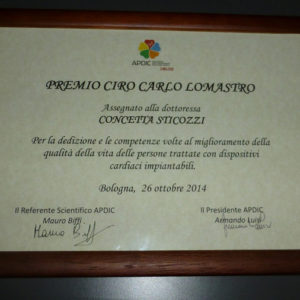 APDIC
PREMIO CIRO CARLO LOMASTRO
Assegnato alla dottoressa
CONCETTA STICOZZI
Per la dedizione e le competenze volte al miglioramento della
qualità della vita delle persone trattate con dispositivi
cardiaci impiantabili.
Bologna, 26 ottobre 2014
Il Referente Scientifico APDIC
Mauro Biffi
Mauro Biff
Il Presidente APDIC
Armando Luisi